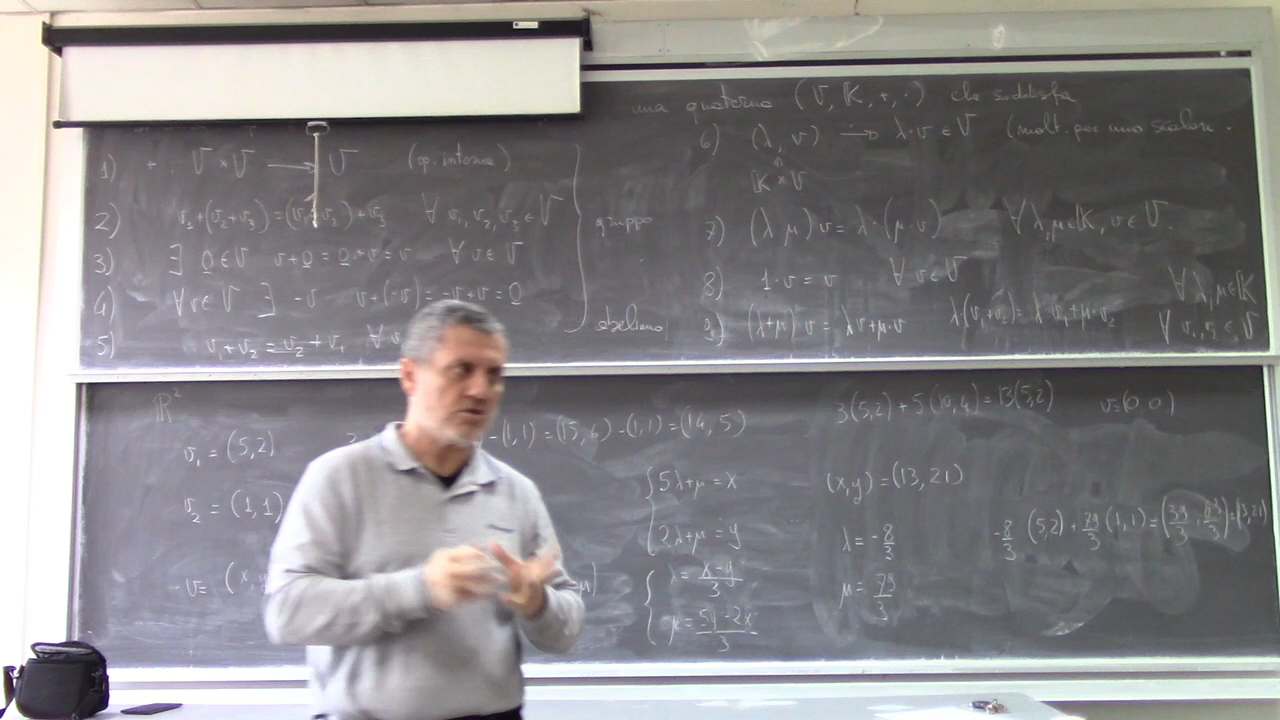 una quaterna (V, K, +, ·) che soddisfa
1) + V × V → V (op. interna)
2) v₁+(v₂+v₃)=(v₁+v₂)+v₃ ∀ v₁,v₂,v₃ ∈ V
gruppo
3) ∃ 0 ∈ V v+0 = 0+v = v ∀ v ∈ V
4) ∀ v ∈ V ∃ -v v+(-v) = -v+v = 0
abeliano
5) v₁+v₂ = v₂+v₁ ∀ v
6) (λ, v) → λ·v ∈ V (molt. per uno scalare.
K × V
7) (λ μ) v = λ·(μ·v) ∀ λ,μ ∈ K, v ∈ V.
8) 1·v = v ∀ v ∈ V
9) (λ+μ) v = λv+μ·v λ(v₁+v₂) = λ·v₁+μ·v₂ ∀ λ,μ ∈ K
∀ v₁,v₂ ∈ V
ℝ²
v₁ = (5,2)
-(1,1) = (15,6) -(1,1) = (14,5)
v₂ = (1,1)
v = (x,
{5λ+μ = x
2λ+μ = y
{λ = (x-y)/3
μ = (5y-2x)/3
3(5,2) + 5(10,4) = 13(5,2) v=(0 0)
(x,y) = (13,21)
λ = -8/3
μ = 79/3
-8/3 (5,2) + 79/3 (1,1) = (39/3, 63/3) = (13,21)